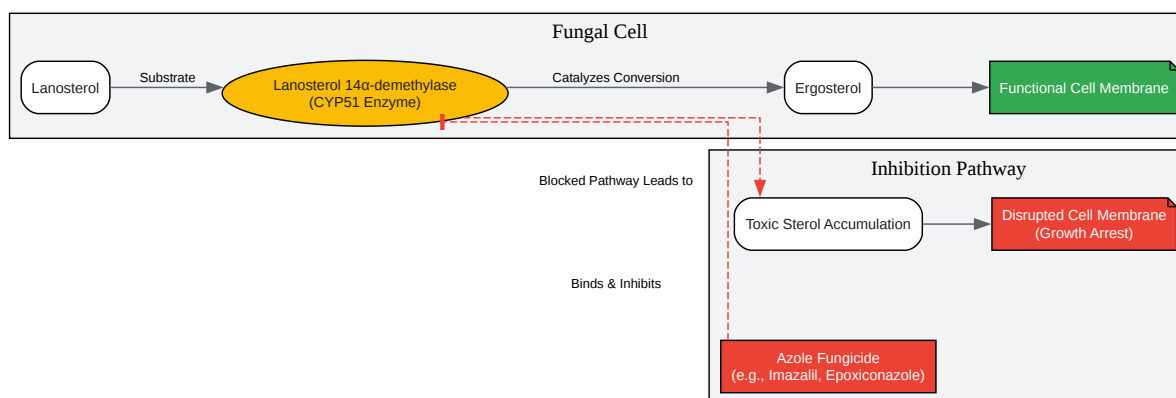 Fungal Cell
Lanosterol
Substrate
Lanosterol 14α-demethylase
(CYP51 Enzyme)
Catalyzes Conversion
Ergosterol
Functional Cell Membrane
Inhibition Pathway
Blocked Pathway Leads to
Toxic Sterol Accumulation
Disrupted Cell Membrane
(Growth Arrest)
Binds & Inhibits
Azole Fungicide
(e.g., Imazalil, Epoxiconazole)